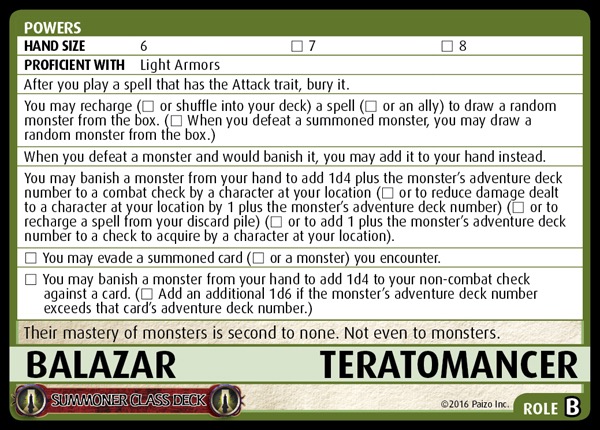 POWERS
HAND SIZE 6 ☐ 7 ☐ 8
PROFICIENT WITH Light Armors
After you play a spell that has the Attack trait, bury it.
You may recharge (☐ or shuffle into your deck) a spell (☐ or an ally) to draw a random
monster from the box. (☐ When you defeat a summoned monster, you may draw a
random monster from the box.)
When you defeat a monster and would banish it, you may add it to your hand instead.
You may banish a monster from your hand to add 1d4 plus the monster's adventure deck
number to a combat check by a character at your location (☐ or to reduce damage dealt
to a character at your location by 1 plus the monster's adventure deck number) (☐ or to
recharge a spell from your discard pile) (☐ or to add 1 plus the monster's adventure deck
number to a check to acquire by a character at your location).
☐ You may evade a summoned card (☐ or a monster) you encounter.
☐ You may banish a monster from your hand to add 1d4 to your non-combat check
against a card. (☐ Add an additional 1d6 if the monster's adventure deck number
exceeds that card's adventure deck number.)
Their mastery of monsters is second to none. Not even to monsters.
BALAZAR TERATOMANCER
SUMMONER CLASS DECK
©2016 Paizo Inc. ROLE B